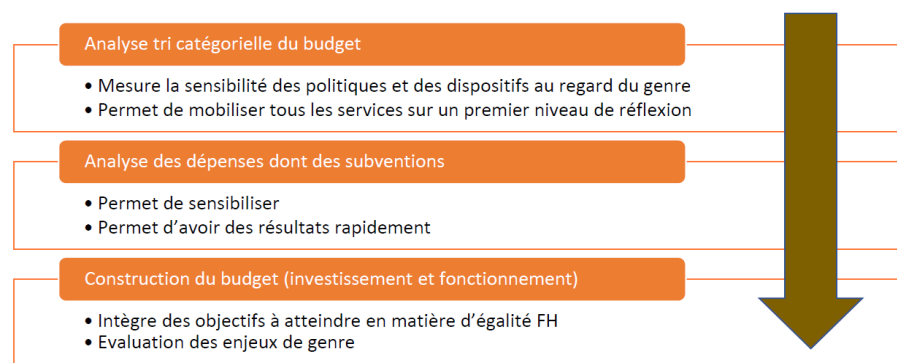 Analyse tri catégorielle du budget
• Mesure la sensibilité des politiques et des dispositifs au regard du genre
• Permet de mobiliser tous les services sur un premier niveau de réflexion
Analyse des dépenses dont des subventions
• Permet de sensibiliser
• Permet d'avoir des résultats rapidement
Construction du budget (investissement et fonctionnement)
• Intègre des objectifs à atteindre en matière d'égalité FH
• Evaluation des enjeux de genre